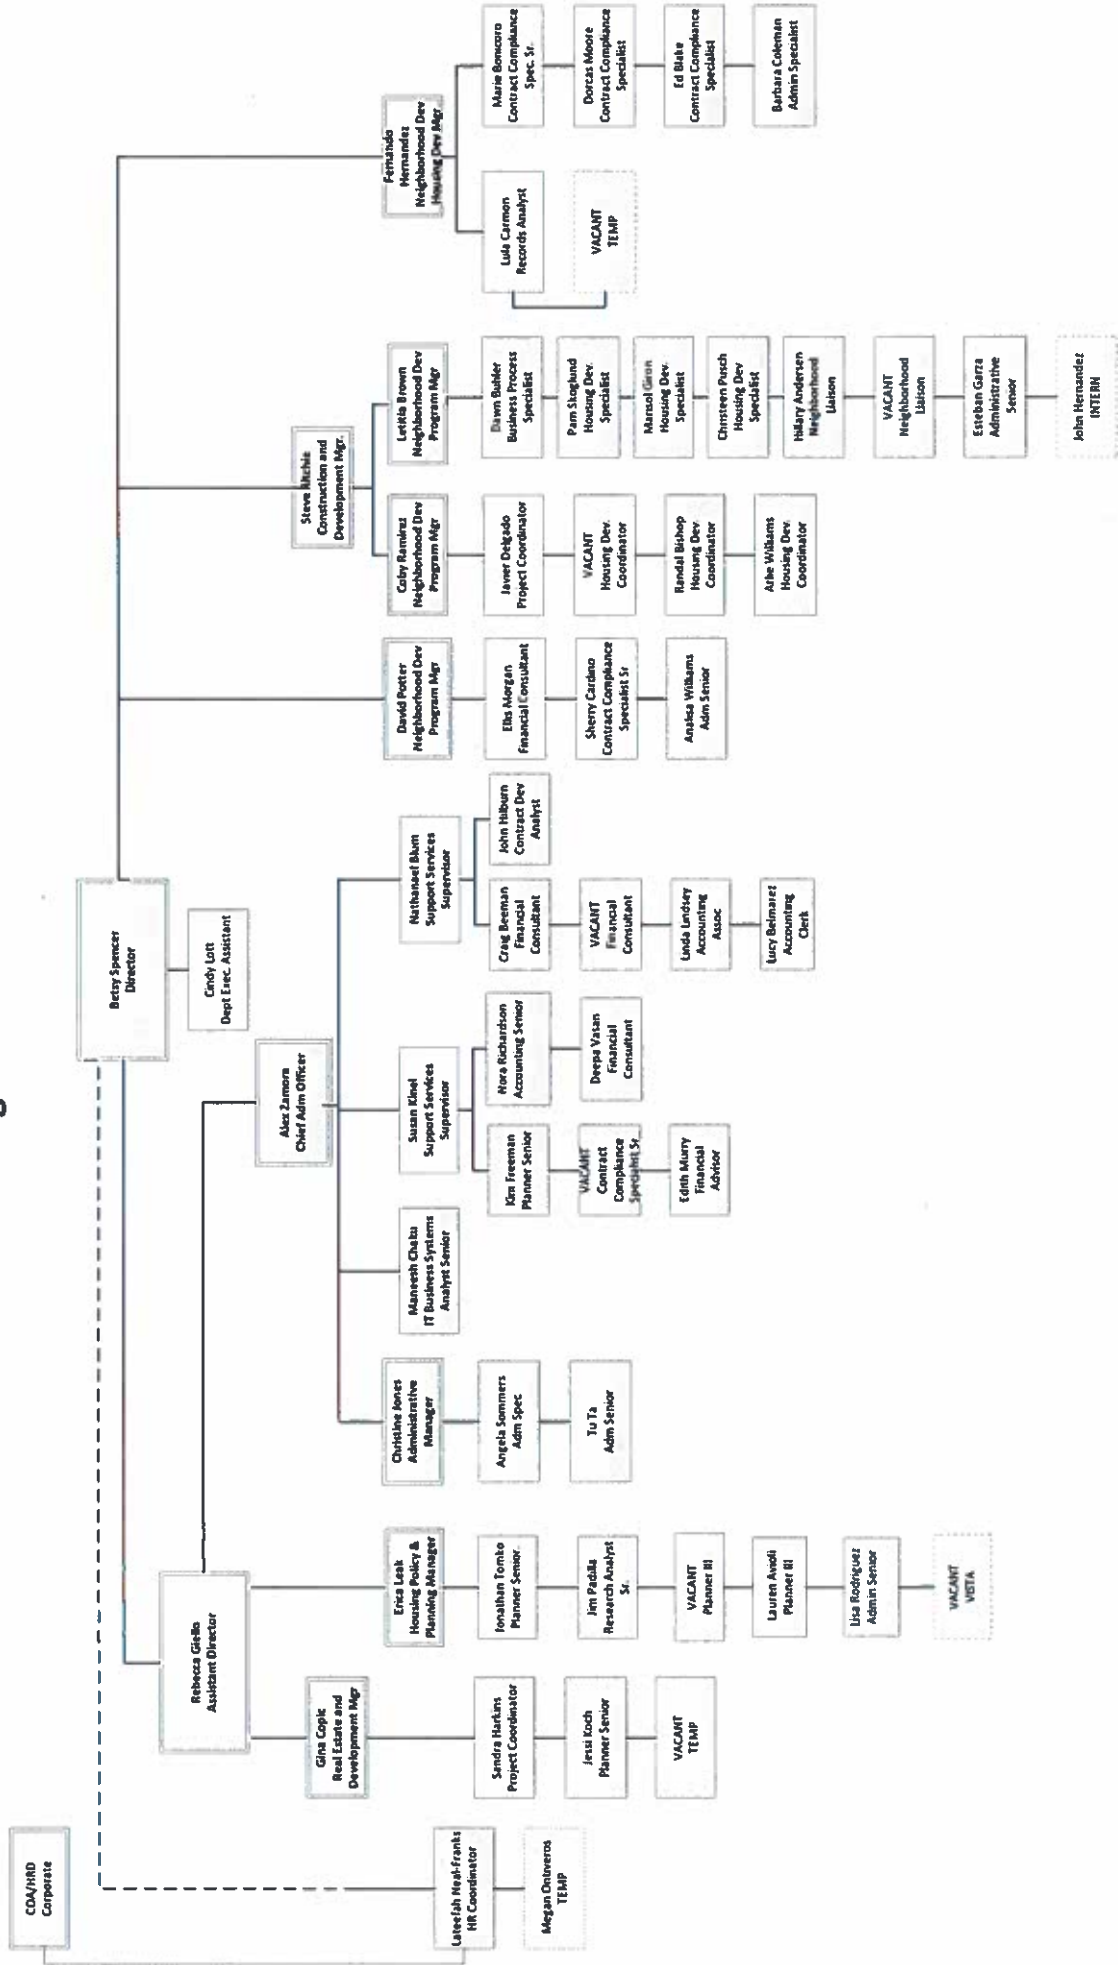 COA/HRD
Corporate
Betsy Spencer
Director
Cindy Lott
Dept Exec. Assistant
Rebecca Giello
Assistant Director
Alex Zamora
Chief Adm Officer
Lateefah Neal-Franks
HR Coordinator
Megan Ontiveros
TEMP
Gina Copic
Real Estate and
Development Mgr
Sandra Harkins
Project Coordinator
Jessi Koch
Planner Senior
VACANT
TEMP
Erica Leak
Housing Policy &
Planning Manager
Jonathan Tomko
Planner Senior.
Jim Padilla
Research Analyst
Sr.
VACANT
Planner III
Lauren Avioli
Planner III
Lisa Rodriguez
Admin Senior
VACANT
VISTA
Christine Jones
Administrative
Manager
Angela Sommers
Adm Spec
Tu Ta
Adm Senior
Maneesh Chaku
IT Business Systems
Analyst Senior
Susan Kinel
Support Services
Supervisor
Kim Freeman
Planner Senior
VACANT
Contract
Compliance
Specialist Sr
Edith Murry
Financial
Advisor
Nora Richardson
Accounting Senior
Deepa Vasan
Financial
Consultant
Nathanael Blum
Support Services
Supervisor
Craig Beeman
Financial
Consultant
VACANT
Financial
Consultant
Linda Lindsey
Accounting
Assoc
Lucy Belmarez
Accounting
Clerk
John Hilburn
Contract Dev
Analyst
David Potter
Neighborhood Dev
Program Mgr
Ellis Morgan
Financial Consultant
Sherry Cardino
Contract Compliance
Specialist Sr
Analisa Williams
Adm Senior
Steve Ritchie
Construction and
Development Mgr.
Coby Ramirez
Neighborhood Dev
Program Mgr
Javier Delgado
Project Coordinator
VACANT
Housing Dev.
Coordinator
Randal Bishop
Housing Dev.
Coordinator
Arke Williams
Housing Dev.
Coordinator
Letitia Brown
Neighborhood Dev
Program Mgr
Dawn Buhler
Business Process
Specialist
Pam Skoglund
Housing Dev.
Specialist
Marisol Giron
Housing Dev.
Specialist
Christeen Pusch
Housing Dev
Specialist
Hillary Andersen
Neighborhood
Liaison
VACANT
Neighborhood
Liaison
Esteban Garza
Administrative
Senior
John Hernandez
INTERN
Fernando
Hernandez
Neighborhood Dev
Housing Dev Mgr
Lula Carmon
Records Analyst
VACANT
TEMP
Marie Bonicoro
Contract Compliance
Spec. Sr.
Dorcas Moore
Contract Compliance
Specialist
Ed Blake
Contract Compliance
Specialist
Barbara Coleman
Admin Specialist